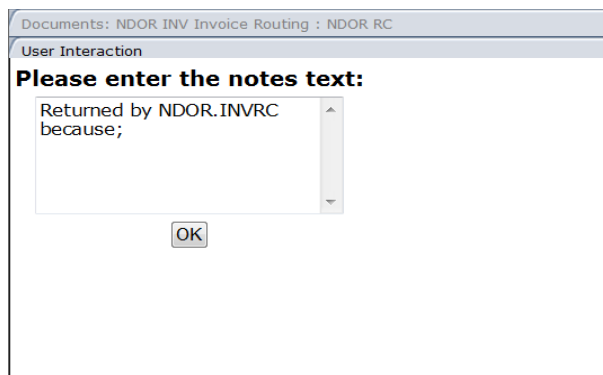 Documents: NDOR INV Invoice Routing : NDOR RC
User Interaction
Please enter the notes text:
Returned by NDOR.INVRC
because;
OK